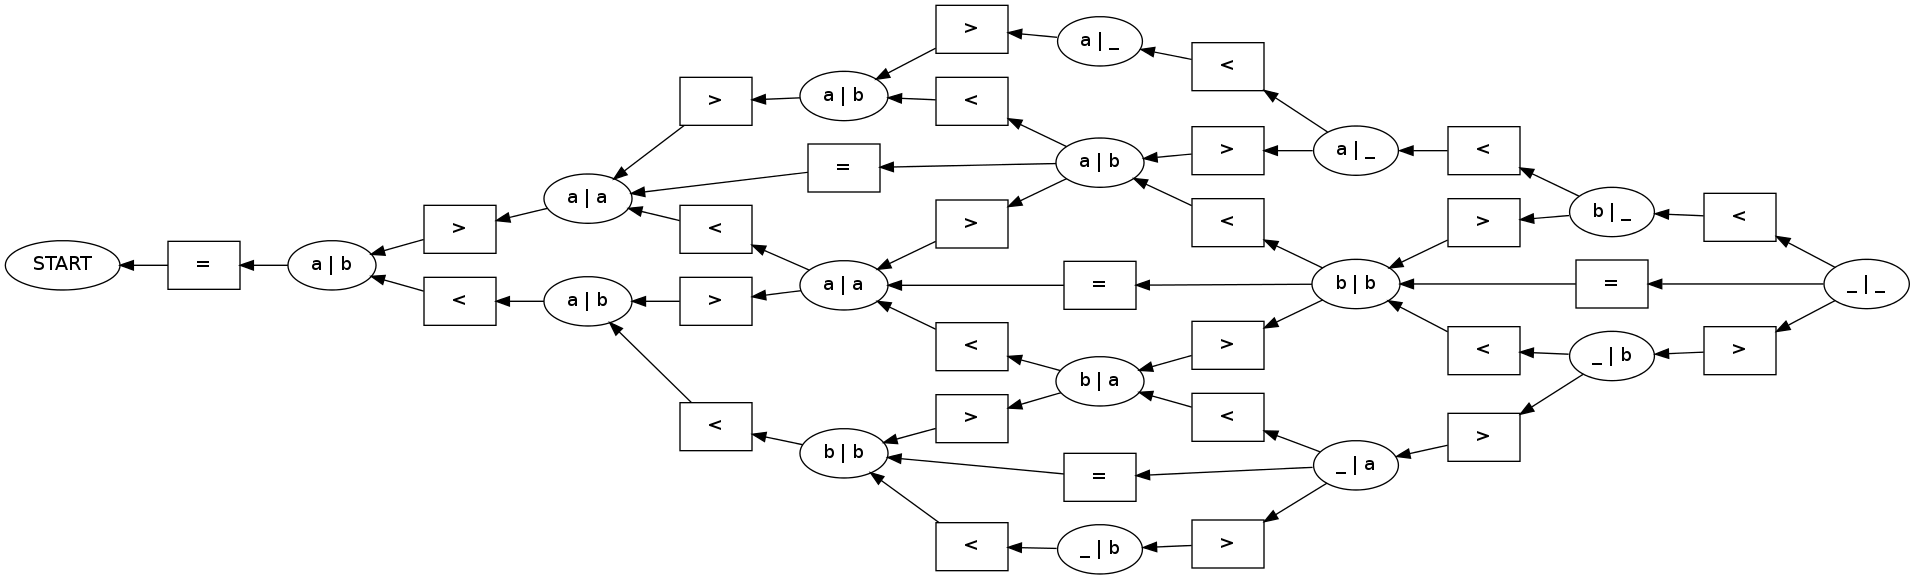 START
=
a|b
>
<
a|a
a|b
>
<
>
<
=
a|b
a|a
b|b
>
<
>
<
>
<
a|_
a|b
=
b|a
=
_|b
<
>
<
>
<
>
a|_
b|b
_|a
<
>
<
>
=
b|_
_|b
<
>
_|_